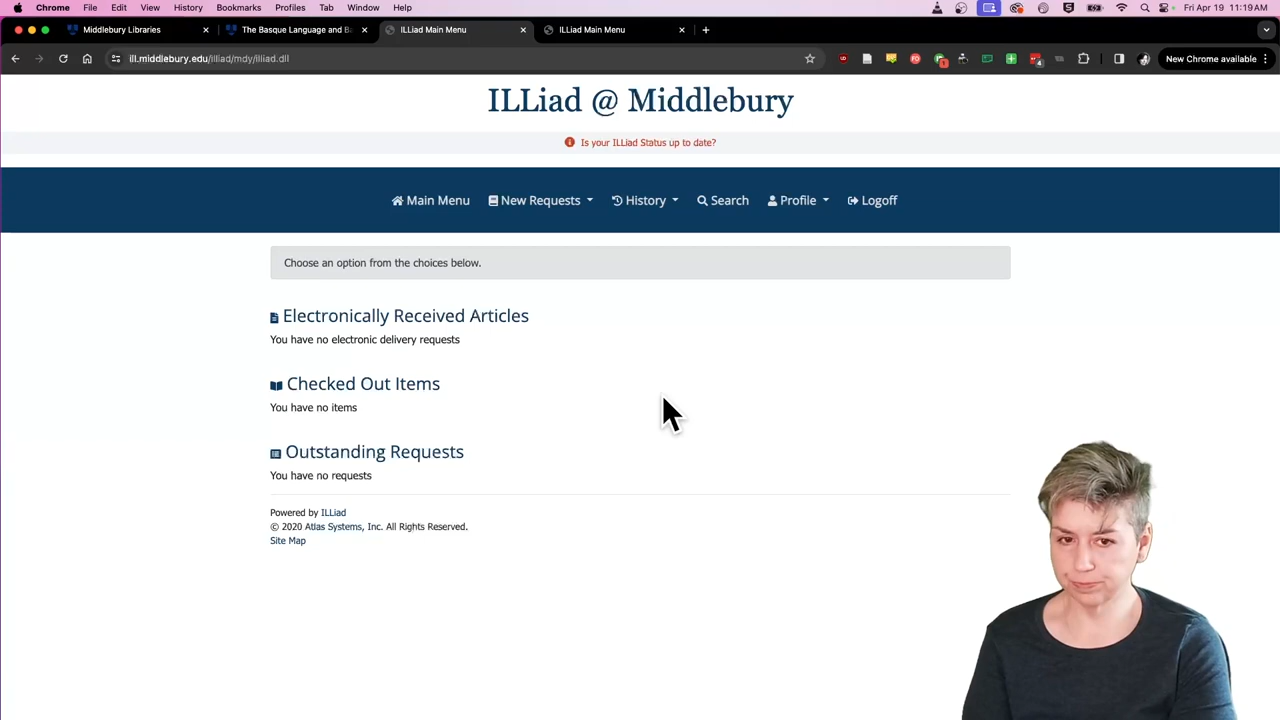 Chrome File Edit View History Bookmarks Profiles Tab Window Help Fri Apr 19 11:19 AM
Middlebury Libraries The Basque Language and Ba ILLiad Main Menu ILLiad Main Menu
ill.middlebury.edu/illiad/mdy/illiad.dll New Chrome available
ILLiad @ Middlebury
Is your ILLiad Status up to date?
Main Menu New Requests History Search Profile Logoff
Choose an option from the choices below.
Electronically Received Articles
You have no electronic delivery requests
Checked Out Items
You have no items
Outstanding Requests
You have no requests
Powered by ILLiad
© 2020 Atlas Systems, Inc. All Rights Reserved.
Site Map